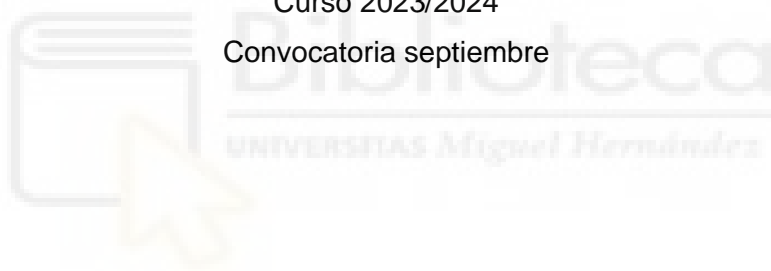 Curso 2023/2024
Convocatoria septiembre
Biblioteca
UNIVERSITAS Miguel Hernández